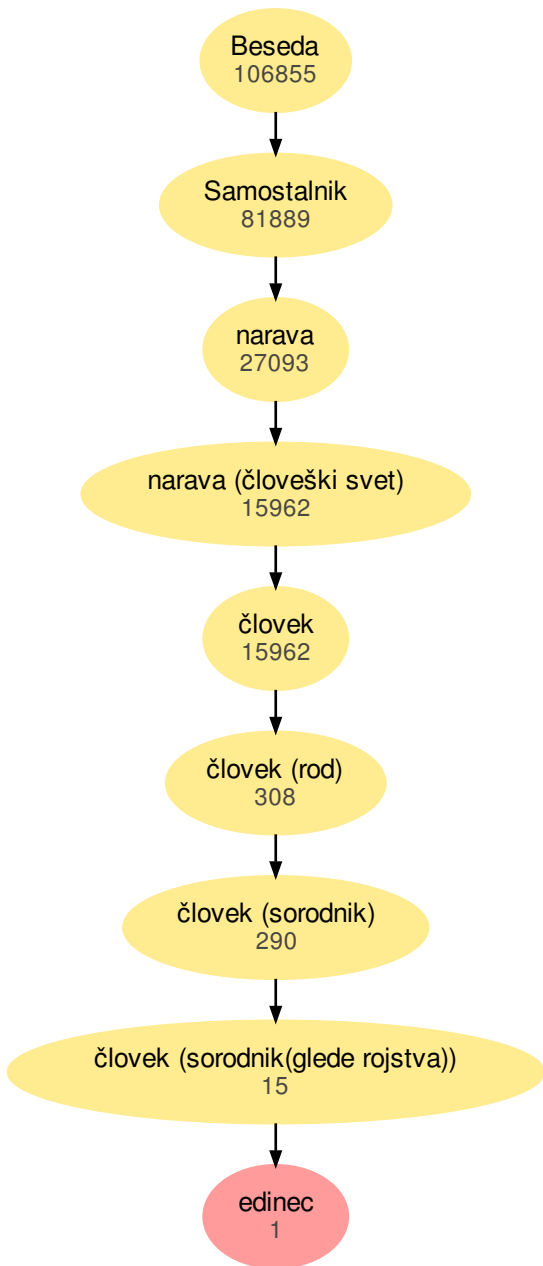 Beseda
106855
Samostalnik
81889
narava
27093
narava (človeški svet)
15962
človek
15962
človek (rod)
308
človek (sorodnik)
290
človek (sorodnik(glede rojstva))
15
edinec
1